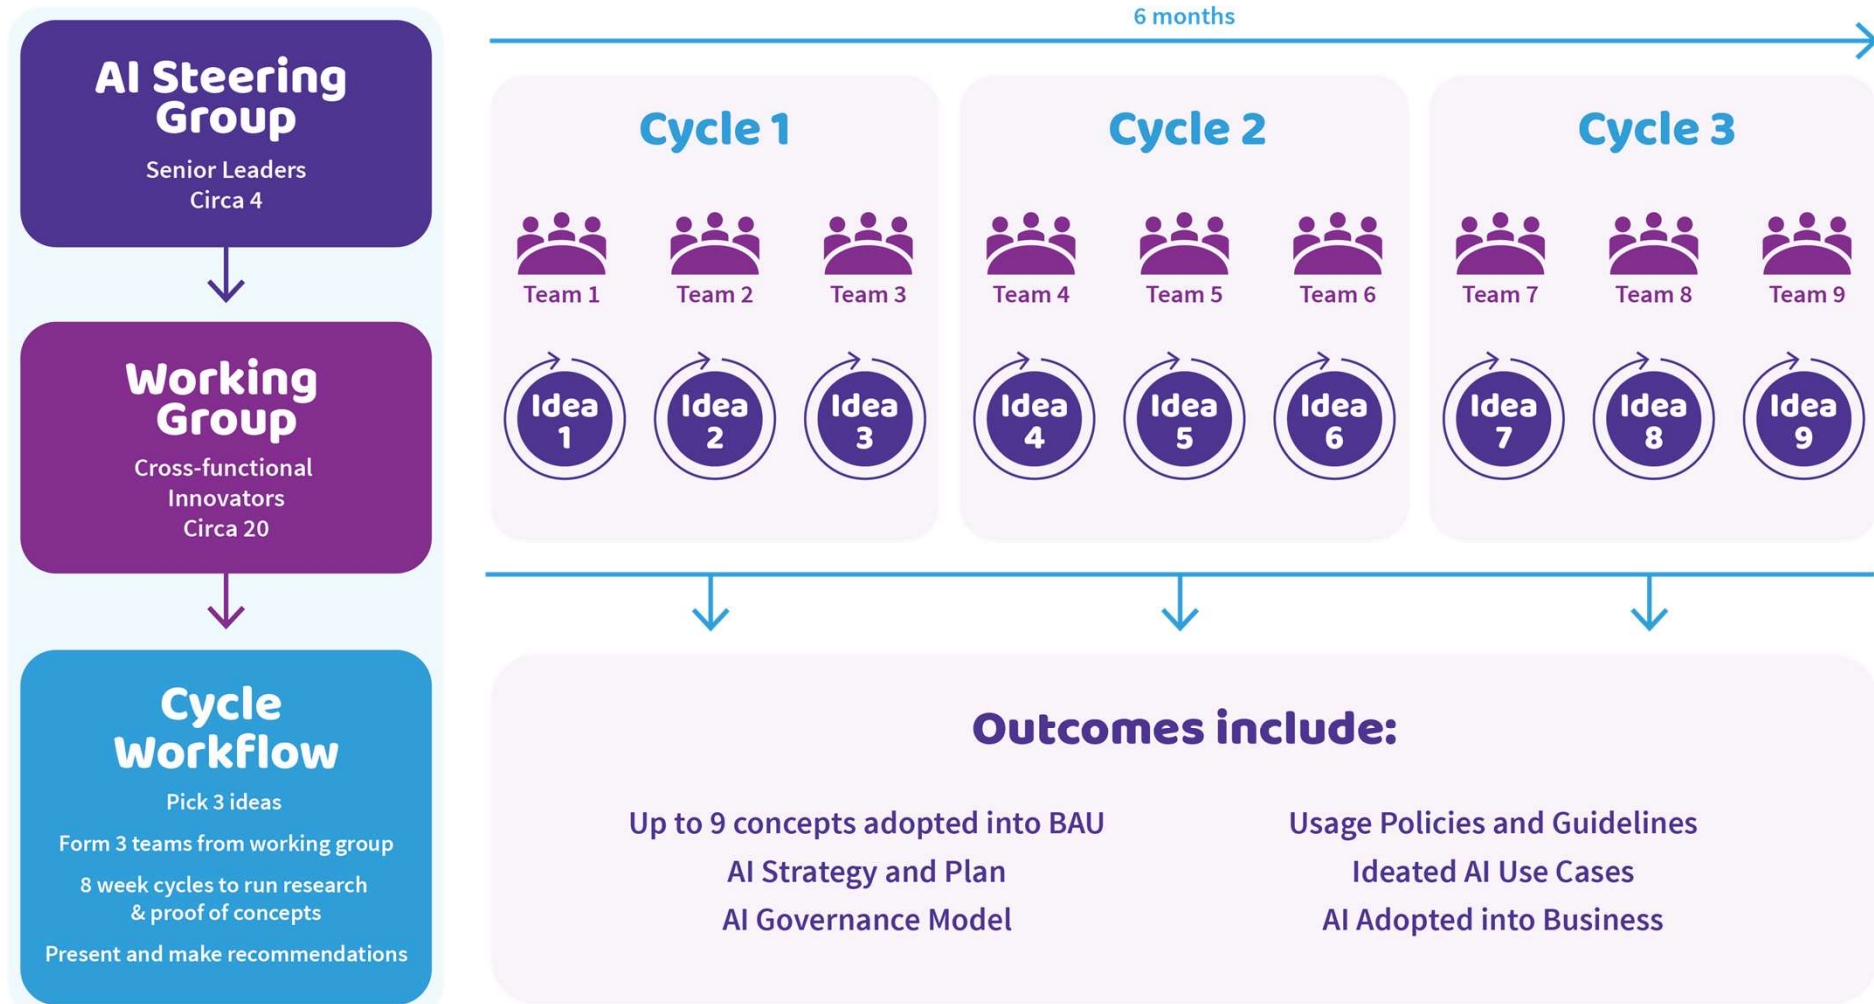 AI Steering
Group
Senior Leaders
Circa 4
Working
Group
Cross-functional
Innovators
Circa 20
Cycle
Workflow
Pick 3 ideas
Form 3 teams from working group
8 week cycles to run research
& proof of concepts
Present and make recommendations
6 months
Cycle 1
Team 1
Team 2
Team 3
Idea
1
Idea
2
Idea
3
Cycle 2
Team 4
Team 5
Team 6
Idea
4
Idea
5
Idea
6
Cycle 3
Team 7
Team 8
Team 9
Idea
7
Idea
8
Idea
9
Outcomes include:
Up to 9 concepts adopted into BAU
AI Strategy and Plan
AI Governance Model
Usage Policies and Guidelines
Ideated AI Use Cases
AI Adopted into Business